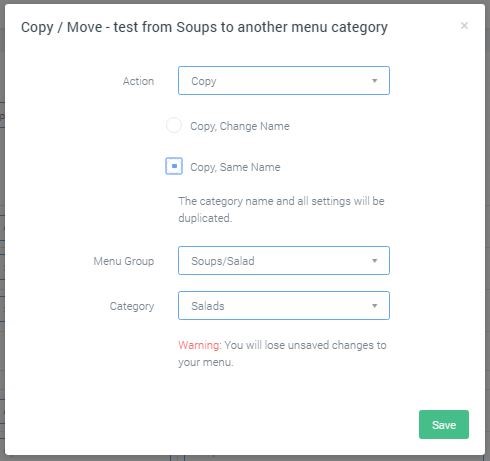 Copy / Move - test from Soups to another menu category
×
Action
Copy
Copy, Change Name
Copy, Same Name
The category name and all settings will be
duplicated.
Menu Group
Soups/Salad
Category
Salads
Warning: You will lose unsaved changes to
your menu.
Save